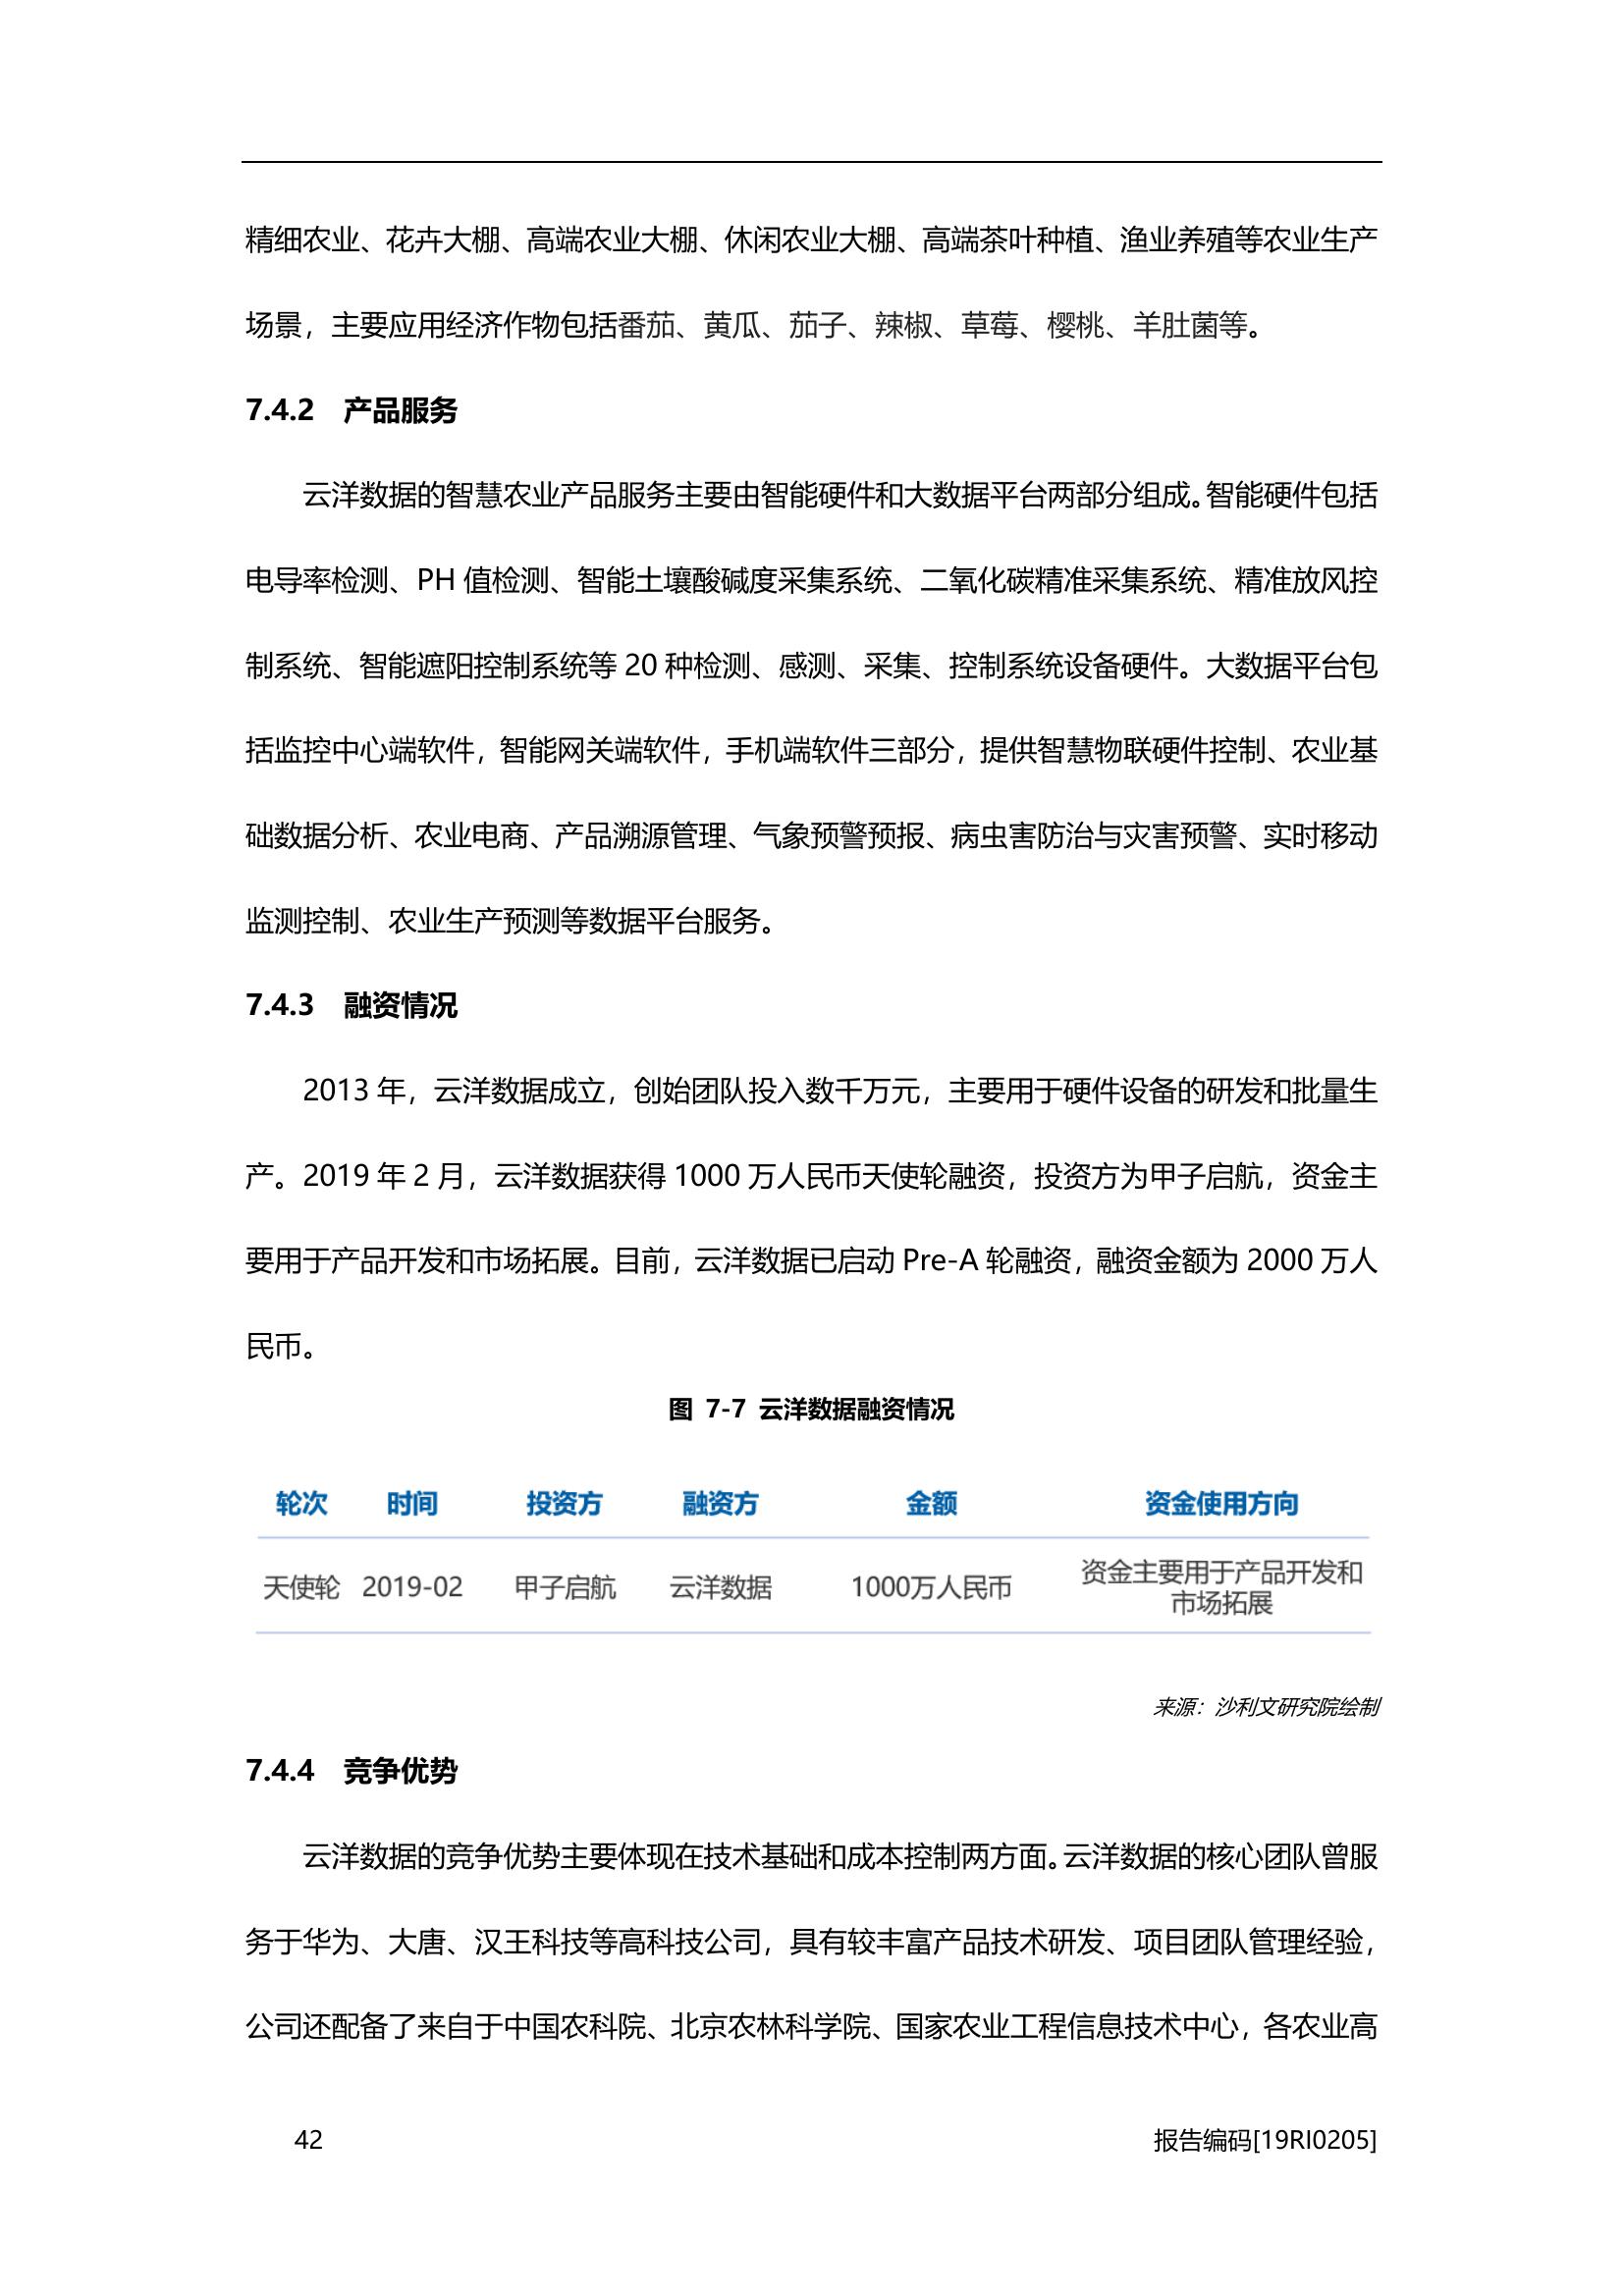 精细农业、花卉大棚、高端农业大棚、休闲农业大棚、高端茶叶种植、渔业养殖等农业生产
场景，主要应用经济作物包括番茄、黄瓜、茄子、辣椒、草莓、樱桃、羊肚菌等。
7.4.2 产品服务
云洋数据的智慧农业产品服务主要由智能硬件和大数据平台两部分组成。智能硬件包括
电导率检测、PH 值检测、智能土壤酸碱度采集系统、二氧化碳精准采集系统、精准放风控
制系统、智能遮阳控制系统等 20 种检测、感测、采集、控制系统设备硬件。大数据平台包
括监控中心端软件，智能网关端软件，手机端软件三部分，提供智慧物联硬件控制、农业基
础数据分析、农业电商、产品溯源管理、气象预警预报、病虫害防治与灾害预警、实时移动
监测控制、农业生产预测等数据平台服务。
7.4.3 融资情况
2013 年，云洋数据成立，创始团队投入数千万元，主要用于硬件设备的研发和批量生
产。2019 年 2 月，云洋数据获得 1000 万人民币天使轮融资，投资方为甲子启航，资金主
要用于产品开发和市场拓展。目前，云洋数据已启动 Pre-A 轮融资，融资金额为 2000 万人
民币。
图 7-7 云洋数据融资情况
轮次 时间 投资方 融资方 金额 资金使用方向
天使轮 2019-02 甲子启航 云洋数据 1000万人民币 资金主要用于产品开发和
市场拓展
来源：沙利文研究院绘制
7.4.4 竞争优势
云洋数据的竞争优势主要体现在技术基础和成本控制两方面。云洋数据的核心团队曾服
务于华为、大唐、汉王科技等高科技公司，具有较丰富产品技术研发、项目团队管理经验，
公司还配备了来自于中国农科院、北京农林科学院、国家农业工程信息技术中心，各农业高
42 报告编码[19RI0205]